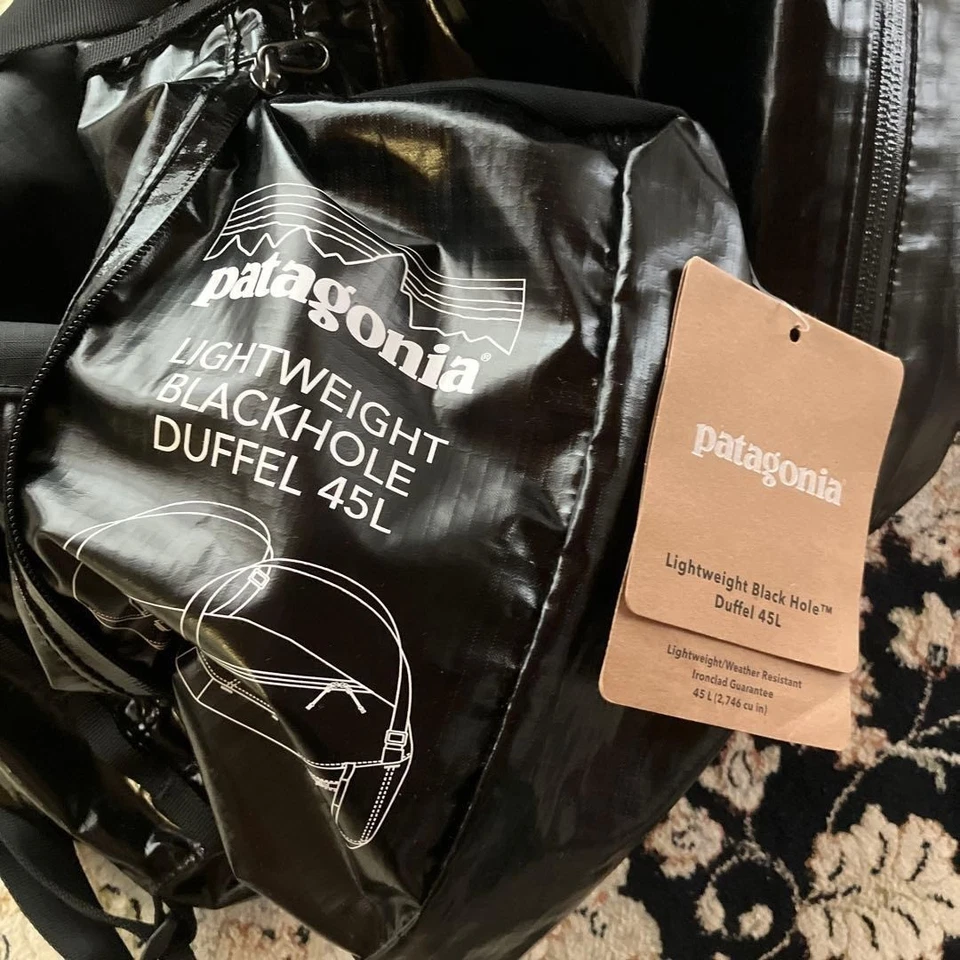 patagonia®
LIGHTWEIGHT
BLACKHOLE
DUFFEL 45L
patagonia
Lightweight Black Hole™
Duffel 45L
Lightweight/Weather Resistant
Ironclad Guarantee
45 L (2,746 cu in)